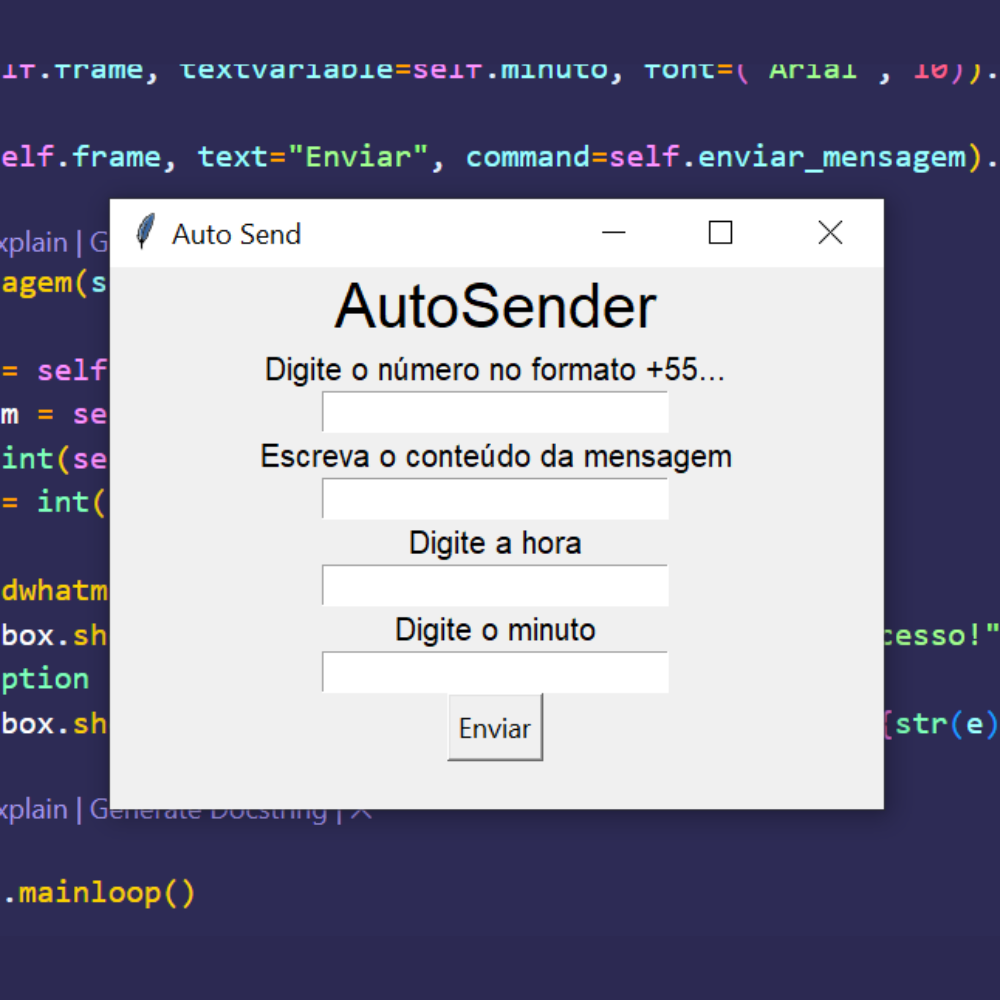 lf.frame, textvariable=self.minuto, font=("Arial", 10)).
elf.frame, text="Enviar", command=self.enviar_mensagem).
xplain | G
agem(s
= self
m = se
int(se
= int(
dwhatm
box.sh
cesso!"
ption
box.sh
{str(e)
xplain | Generate Docstring | X
.mainloop()
Auto Send
AutoSender
Digite o número no formato +55...
Escreva o conteúdo da mensagem
Digite a hora
Digite o minuto
Enviar